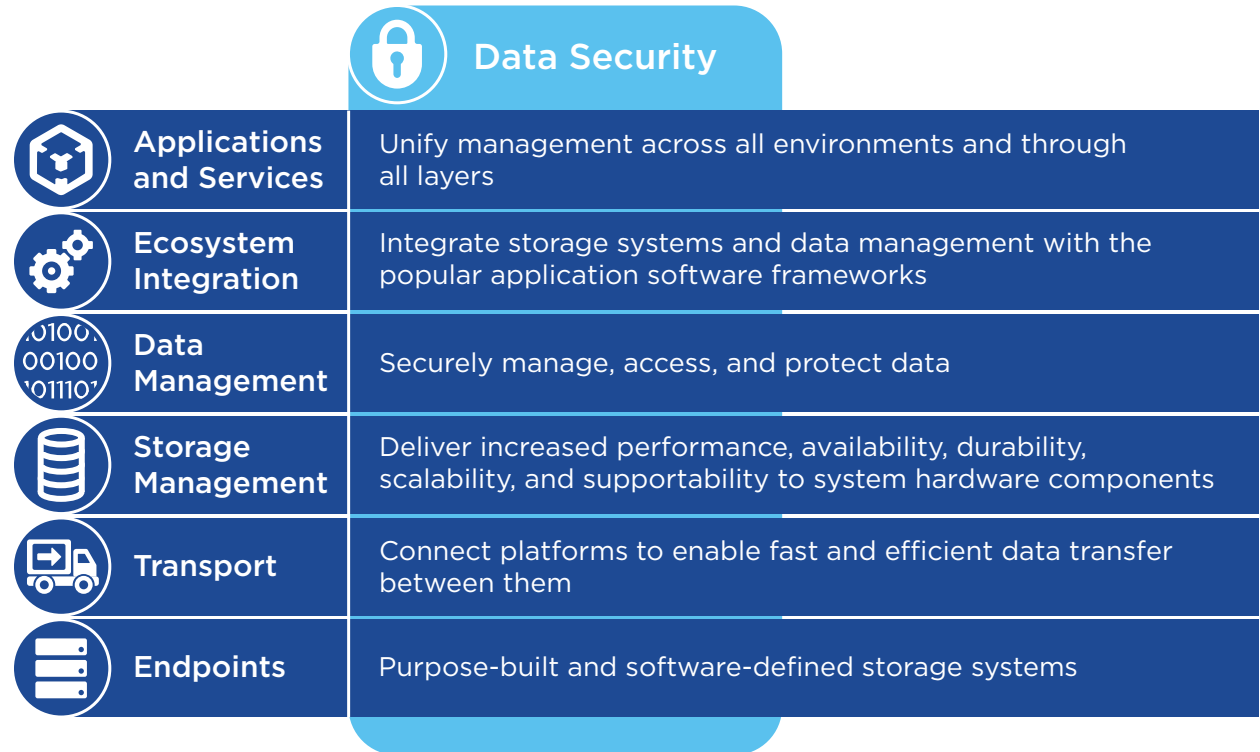 Data Security
Applications
and Services
Unify management across all environments and through
all layers
Ecosystem
Integration
Integrate storage systems and data management with the
popular application software frameworks
10100
00100
101110
Data
Management
Securely manage, access, and protect data
Storage
Management
Deliver increased performance, availability, durability,
scalability, and supportability to system hardware components
Transport
Connect platforms to enable fast and efficient data transfer
between them
Endpoints
Purpose-built and software-defined storage systems